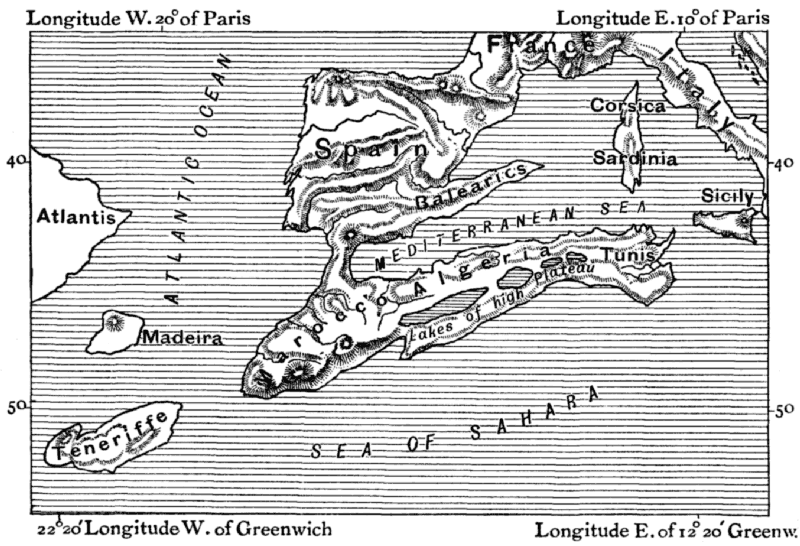 Longitude W. 20° of Paris
Longitude E. 10° of Paris
France
Italy
ATLANTIC OCEAN
Corsica
40
Spain
Sardinia
40
Balearics
Sicily
Atlantis
MEDITERRANEAN SEA
Algeria
Tunis
Plateau
Marocco
Lakes of high
Madeira
50
SEA OF SAHARA
50
Teneriffe
22°20' Longitude W. of Greenwich
Longitude E. of 12°20' Greenw.